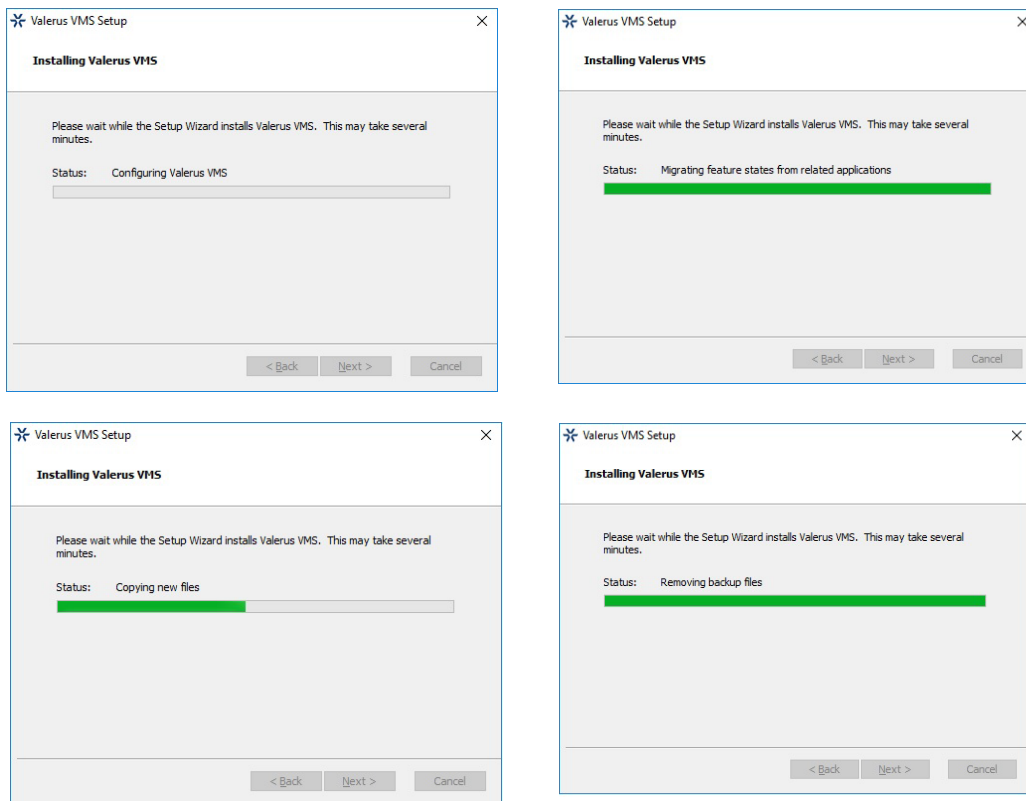 Valerus VMS Setup
Installing Valerus VMS
Please wait while the Setup Wizard installs Valerus VMS. This may take several
minutes.
Status: Configuring Valerus VMS
< Back Next > Cancel
Valerus VMS Setup
Installing Valerus VMS
Please wait while the Setup Wizard installs Valerus VMS. This may take several
minutes.
Status: Migrating feature states from related applications
< Back Next > Cancel
Valerus VMS Setup
Installing Valerus VMS
Please wait while the Setup Wizard installs Valerus VMS. This may take several
minutes.
Status: Copying new files
< Back Next > Cancel
Valerus VMS Setup
Installing Valerus VMS
Please wait while the Setup Wizard installs Valerus VMS. This may take several
minutes.
Status: Removing backup files
< Back Next > Cancel